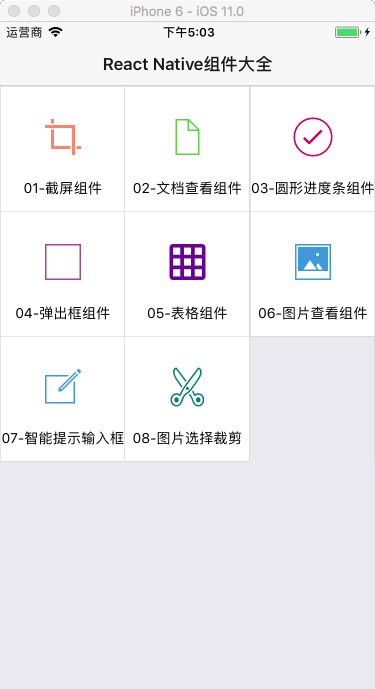 iPhone 6 - iOS 11.0
运营商 下午5:03
React Native组件大全
01-截屏组件 02-文档查看组件 03-圆形进度条组件
04-弹出框组件 05-表格组件 06-图片查看组件
07-智能提示输入框 08-图片选择裁剪